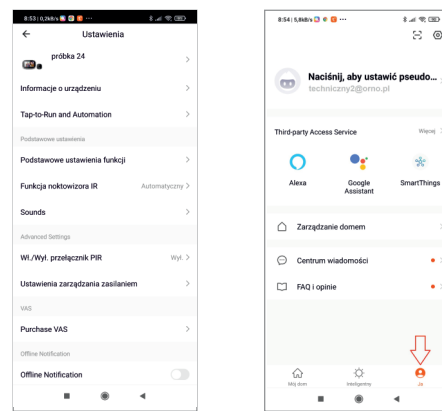 8:53 | 0,2kB/s
Ustawienia
próbka 24
Informacje o urządzeniu
Tap-to-Run and Automation
Podstawowe ustawienia
Podstawowe ustawienia funkcji
Funkcja noktowizora IR Automatyczny
Sounds
Advanced Settings
Wł./Wył. przełącznik PIR Wył.
Ustawienia zarządzania zasilaniem
VAS
Purchase VAS
Offline Notification
Offline Notification
8:54 | 5,8kB/s
Naciśnij, aby ustawić pseudo...
techniczny2@orno.pl
Third-party Access Service Więcej
Alexa Google Assistant SmartThings
Zarządzanie domem
Centrum wiadomości
FAQ i opinie
Mój dom Inteligentny Ja